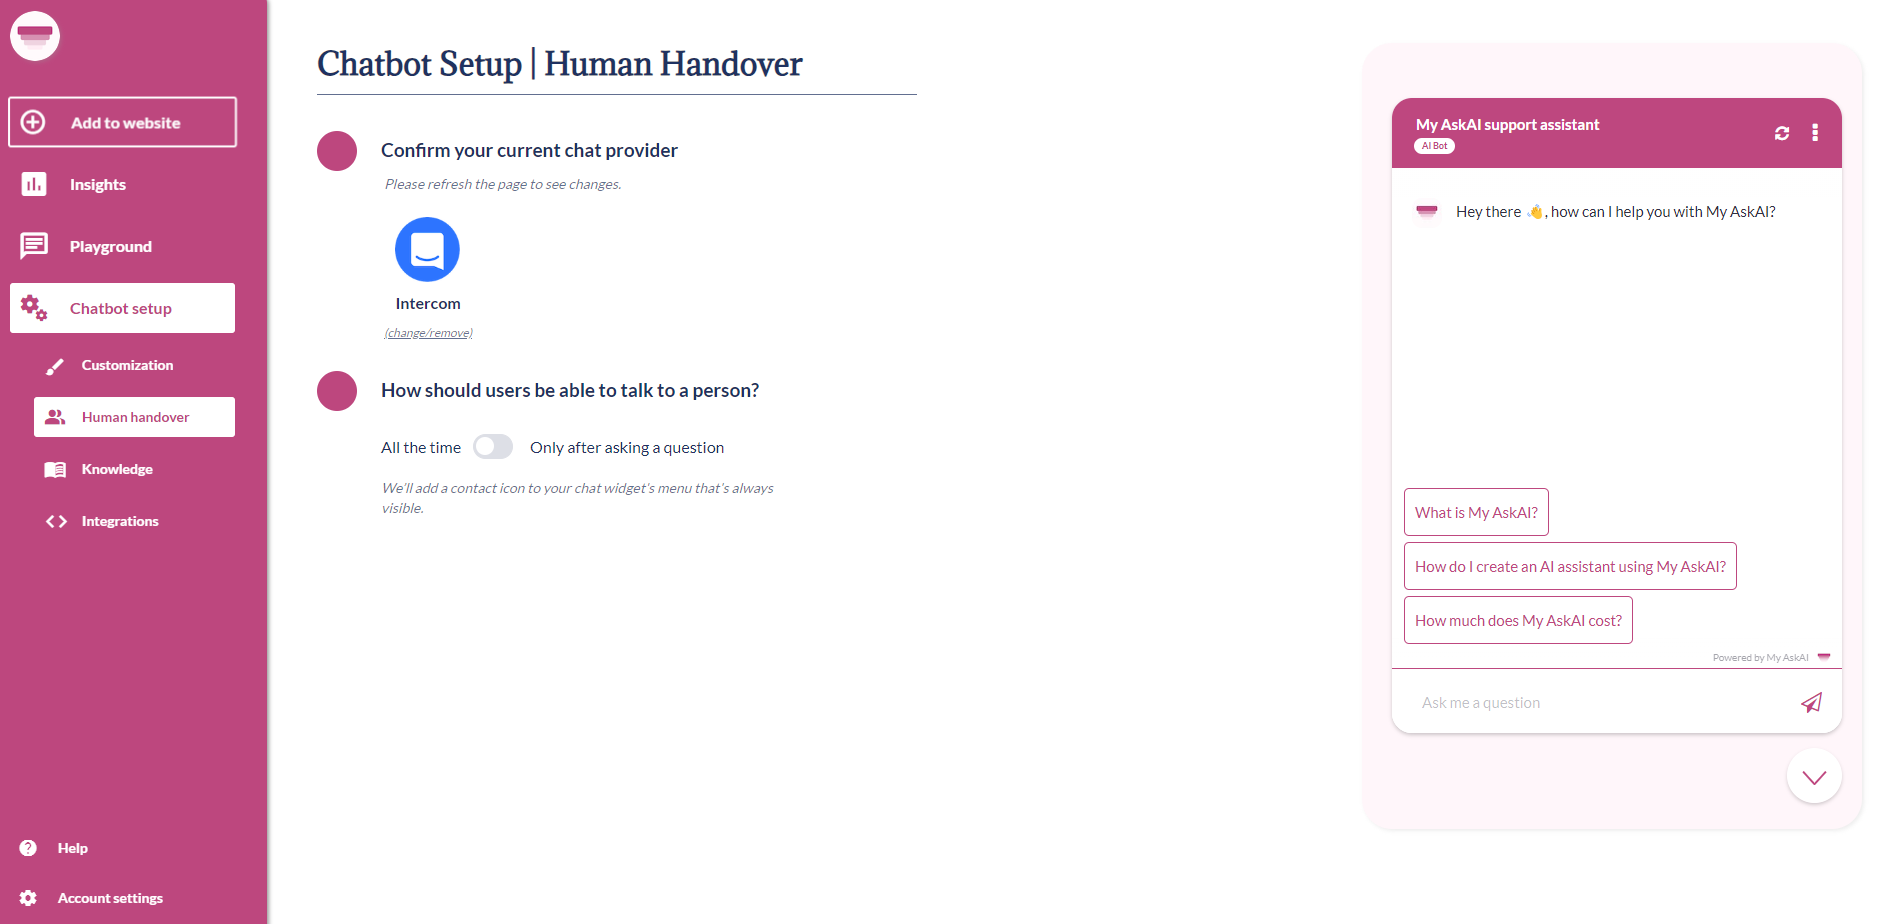 Add to website
Insights
Playground
Chatbot setup
Customization
Human handover
Knowledge
Integrations
Help
Account settings
Chatbot Setup | Human Handover
Confirm your current chat provider
Please refresh the page to see changes.
Intercom
(change/remove)
How should users be able to talk to a person?
All the time Only after asking a question
We'll add a contact icon to your chat widget's menu that's always
visible.
My AskAI support assistant
AI Bot
Hey there 👋, how can I help you with My AskAI?
What is My AskAI?
How do I create an AI assistant using My AskAI?
How much does My AskAI cost?
Powered by My AskAI
Ask me a question